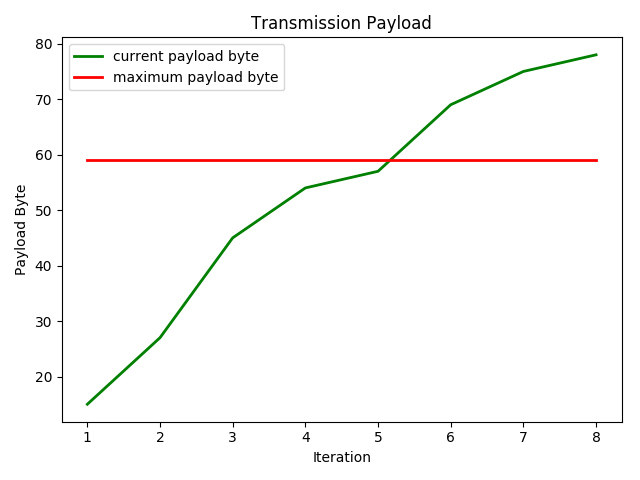 Transmission Payload
current payload byte
maximum payload byte
80
70
60
50
40
30
20
Payload Byte
1 2 3 4 5 6 7 8
Iteration